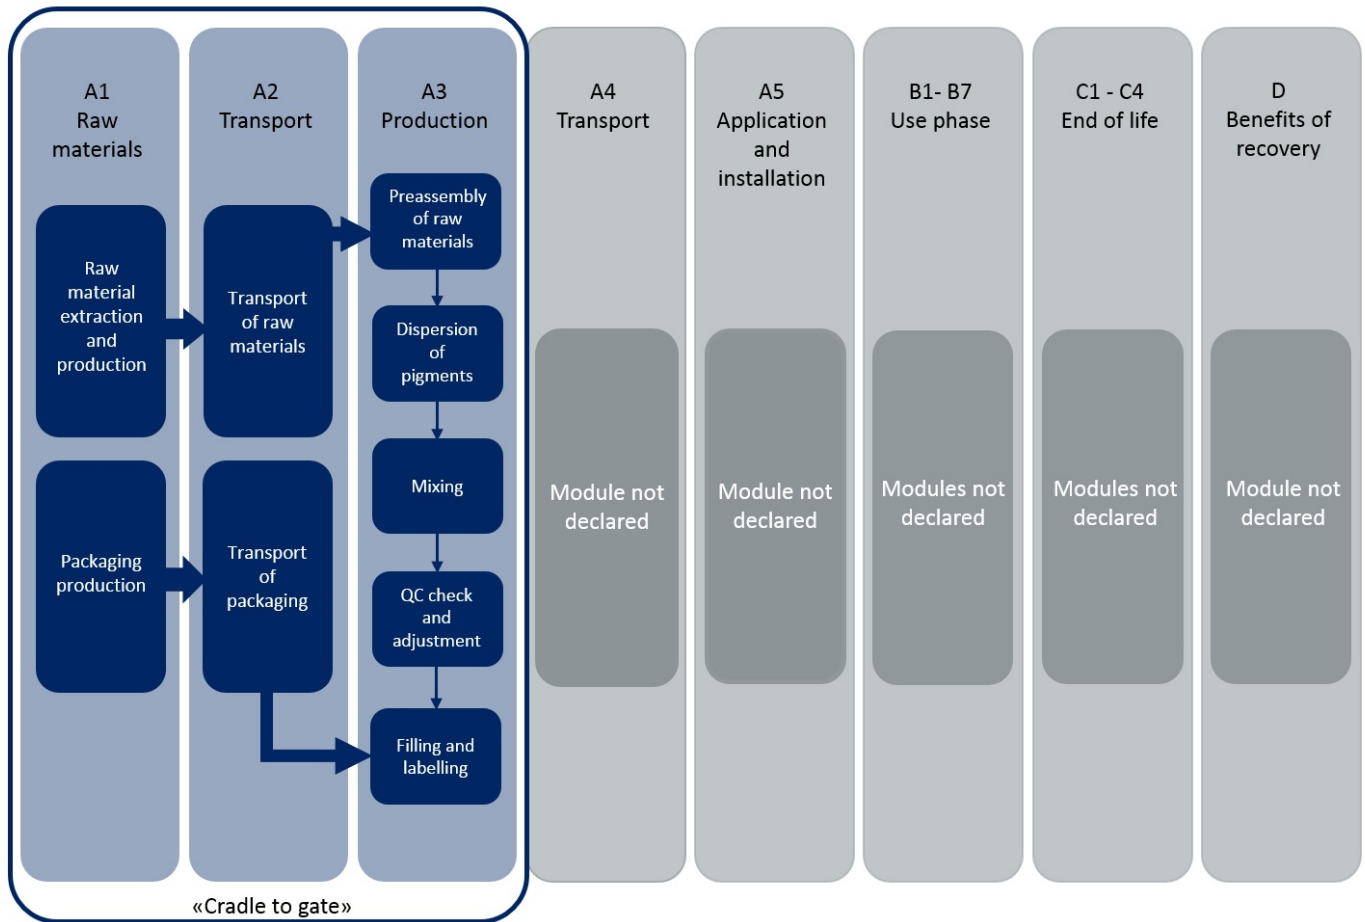 A1
Raw
materials
Raw
material
extraction
and
production
Packaging
production
A2
Transport
Transport
of raw
materials
Transport
of
packaging
A3
Production
Preassembly
of raw
materials
Dispersion
of
pigments
Mixing
QC check
and
adjustment
Filling and
labelling
«Cradle to gate»
A4
Transport
Module not
declared
A5
Application
and
installation
Module not
declared
B1- B7
Use phase
Modules not
declared
C1 - C4
End of life
Modules not
declared
D
Benefits of
recovery
Module not
declared